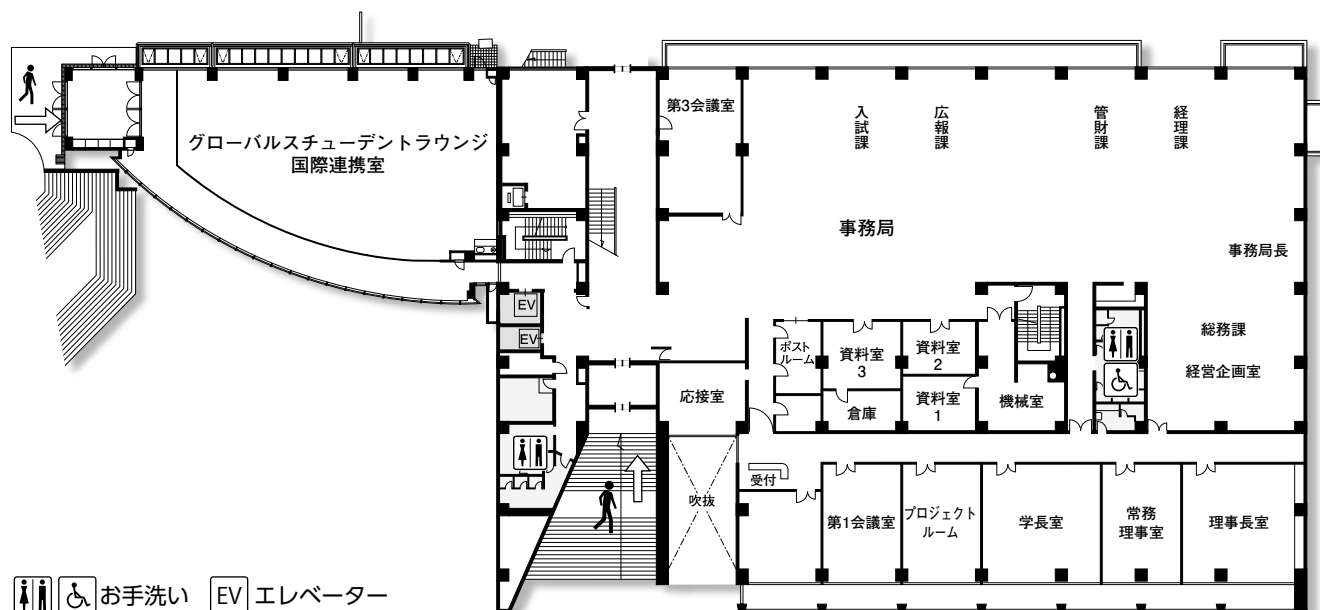 グローバルスチューデントラウンジ
国際連携室
第3会議室
入試課
広報課
管財課
経理課
事務局
事務局長
総務課
経営企画室
EV
EV
ポスト
ルーム
資料室
3
資料室
2
資料室
1
倉庫
機械室
応接室
吹抜
受付
第1会議室
プロジェクト
ルーム
学長室
常務
理事室
理事長室
お手洗い
EV エレベーター